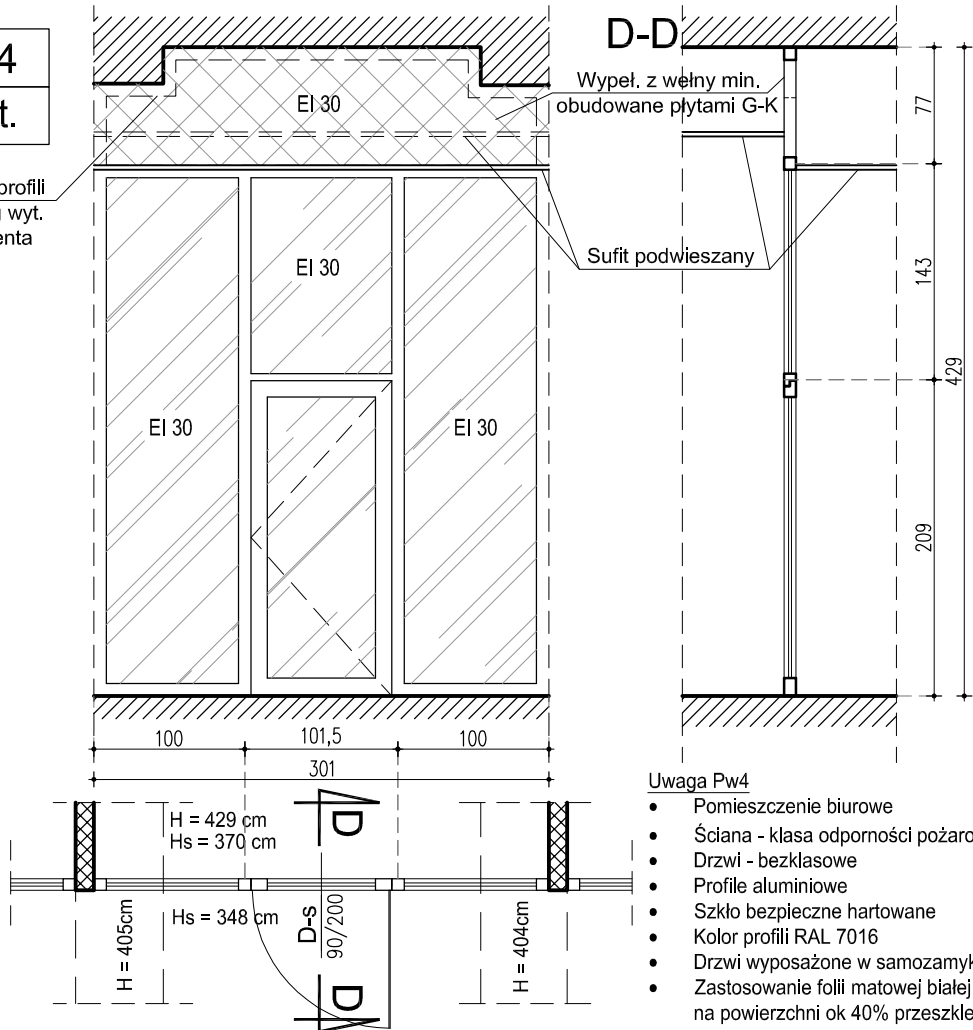 4
t.
D-D
Wypeł. z wełny min.
obudowane płytami G-K
EI 30
profili
wyt.
Sufit podwieszany
EI 30
EI 30
EI 30
77
143
209
429
100
101,5
100
301
H = 429 cm
Hs = 370 cm
D
Hs = 348 cm
D-s
90/200
D
H = 405cm
H = 404cm
Uwaga Pw4
• Pomieszczenie biurowe
• Ściana - klasa odporności pożaro
• Drzwi - bezklasowe
• Profile aluminiowe
• Szkło bezpieczne hartowane
• Kolor profili RAL 7016
• Drzwi wyposażone w samozamyk
• Zastosowanie folii matowej białej
na powierzchni ok 40% przeszkle